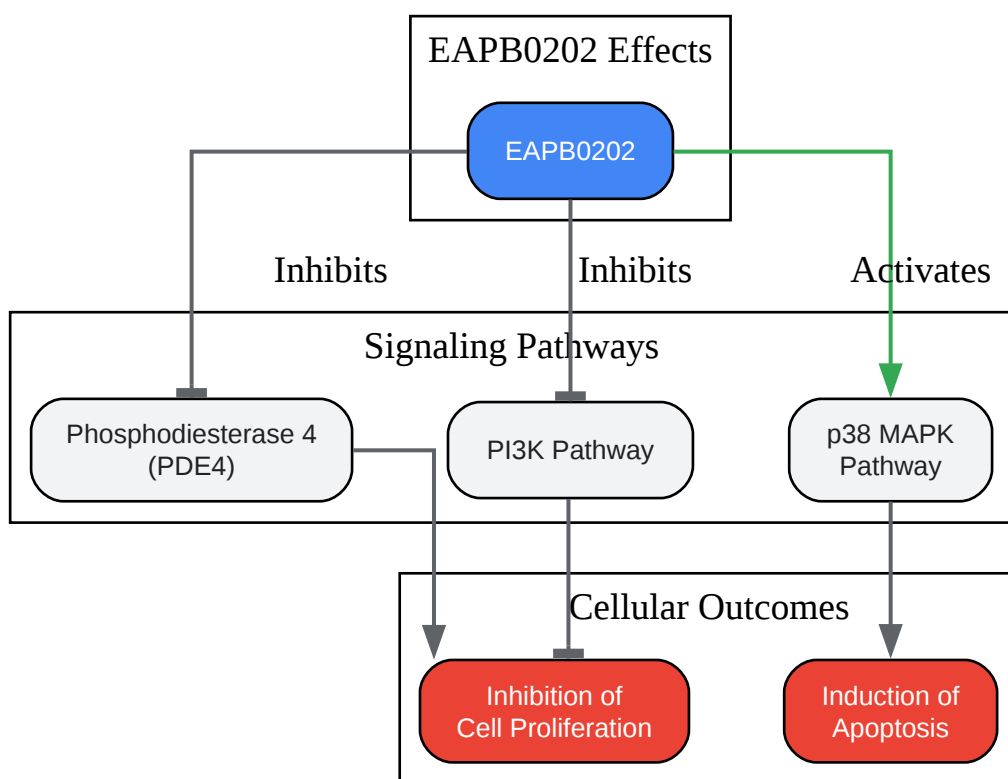 EAPB0202 Effects
EAPB0202
Inhibits
Inhibits
Activates
Signaling Pathways
Phosphodiesterase 4
(PDE4)
PI3K Pathway
p38 MAPK
Pathway
Cellular Outcomes
Inhibition of
Cell Proliferation
Induction of
Apoptosis